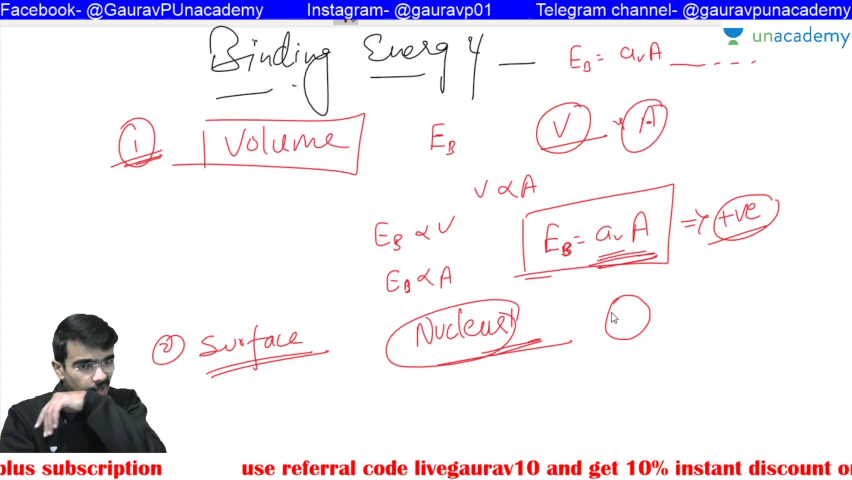 Facebook- @GauravPUnacademy Instagram- @gauravp01 Telegram channel- @gauravpunacademy
unacademy
Binding Energy — E_B = a_v A _ _ _ _
① Volume E_B V ∝ A
V ∝ A
E_B ∝ V E_B = a_v A ⇒ +ve
E_B ∝ A
② Surface Nucleus
plus subscription use referral code livegaurav10 and get 10% instant discount o